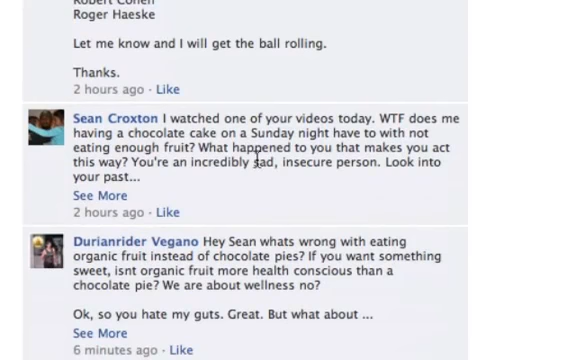 Robert Cohen
Roger Haeske
Let me know and I will get the ball rolling.
Thanks.
2 hours ago · Like
Sean Croxton I watched one of your videos today. WTF does me
having a chocolate cake on a Sunday night have to with not
eating enough fruit? What happened to you that makes you act
this way? You're an incredibly sad, insecure person. Look into
your past...
See More
2 hours ago · Like
Durianrider Vegano Hey Sean whats wrong with eating
organic fruit instead of chocolate pies? If you want something
sweet, isnt organic fruit more health conscious than a
chocolate pie? We are about wellness no?
Ok, so you hate my guts. Great. But what about ...
See More
6 minutes ago · Like